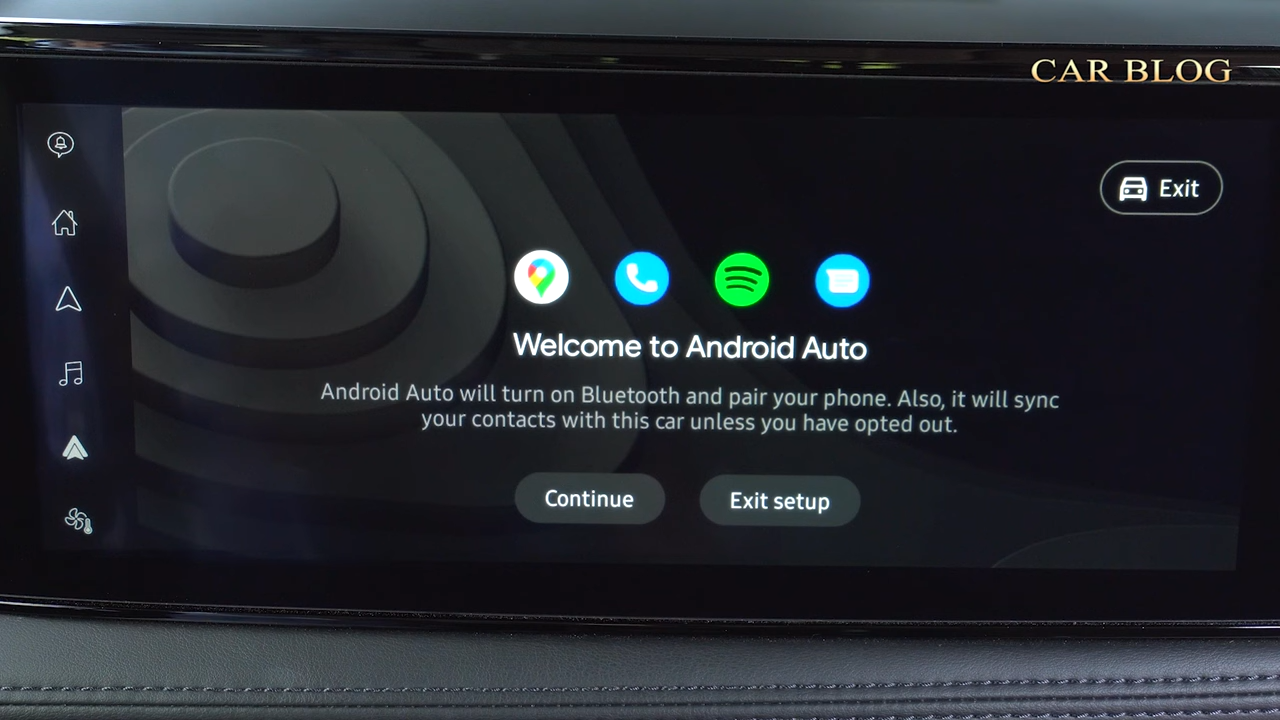 CAR BLOG
Exit
Welcome to Android Auto
Android Auto will turn on Bluetooth and pair your phone. Also, it will sync
your contacts with this car unless you have opted out.
Continue
Exit setup